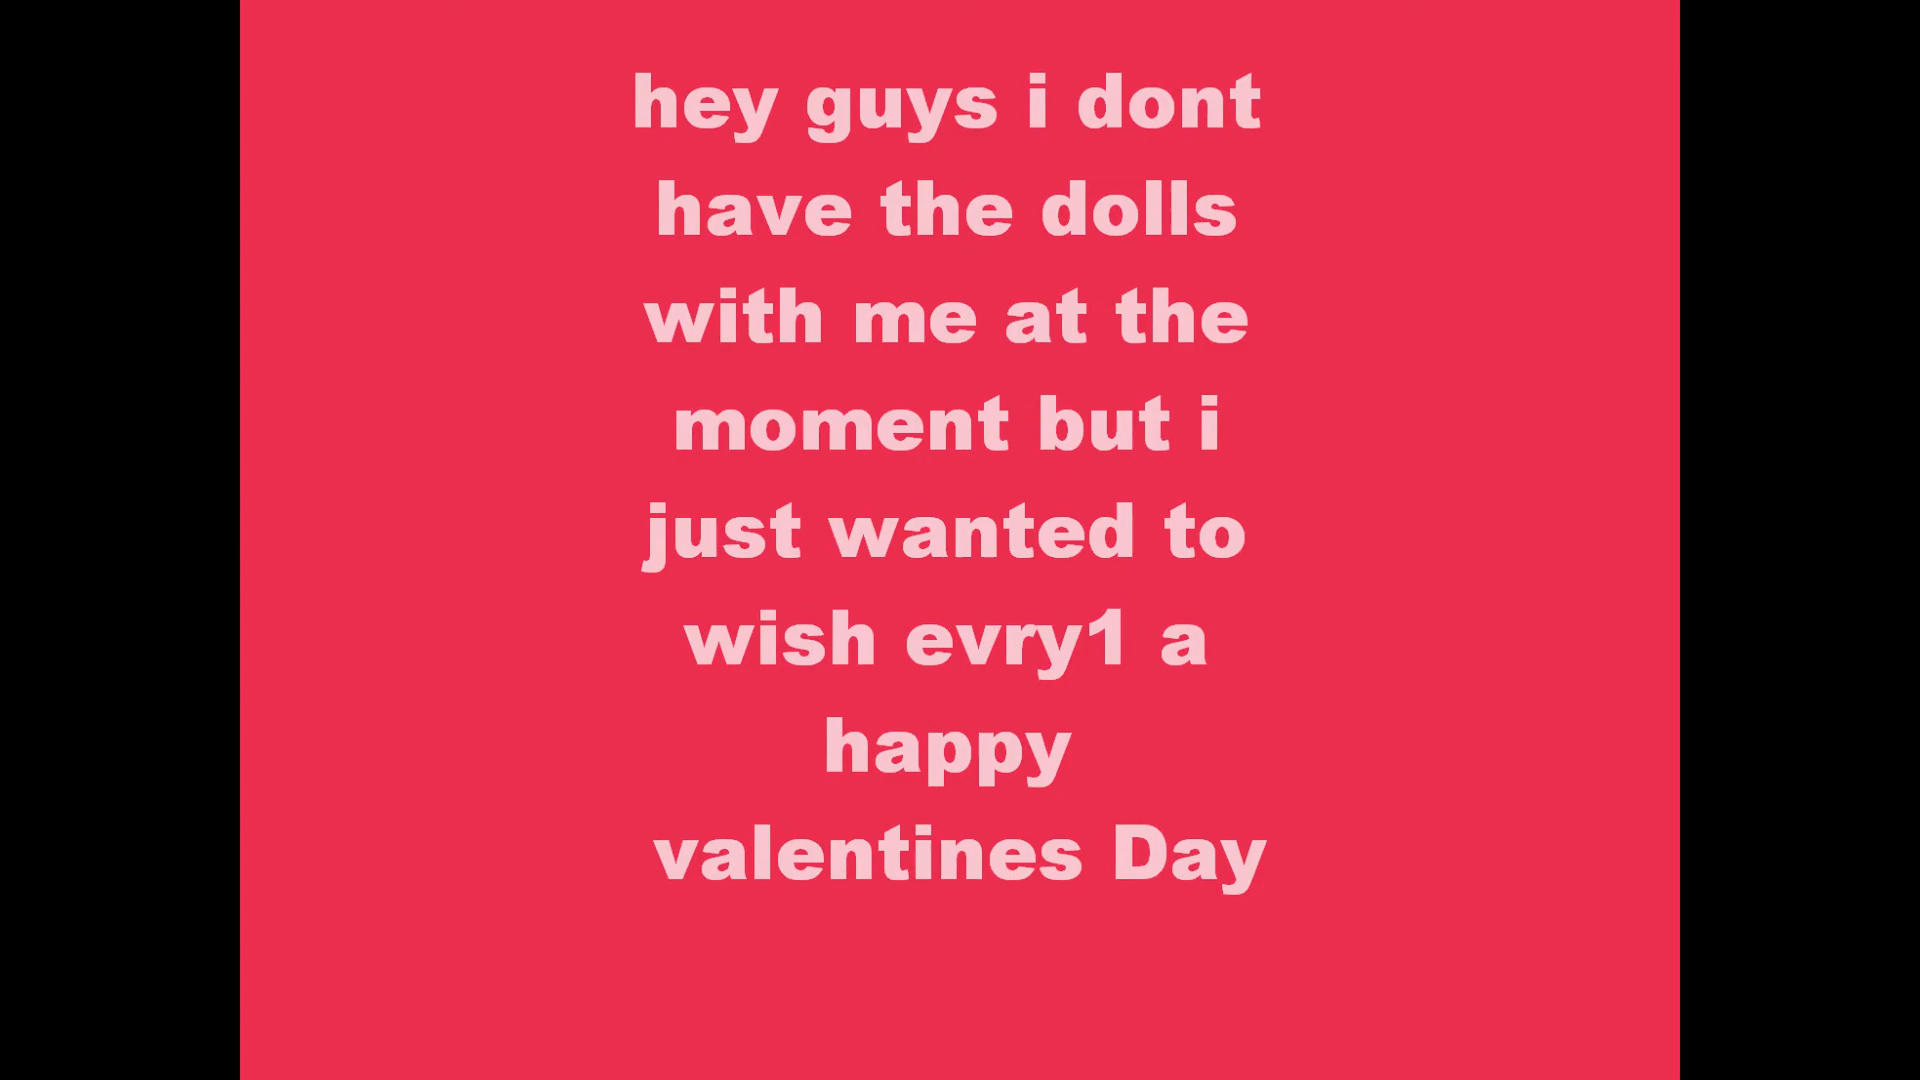 hey guys i dont
have the dolls
with me at the
moment but i
just wanted to
wish evry1 a
happy
valentines Day